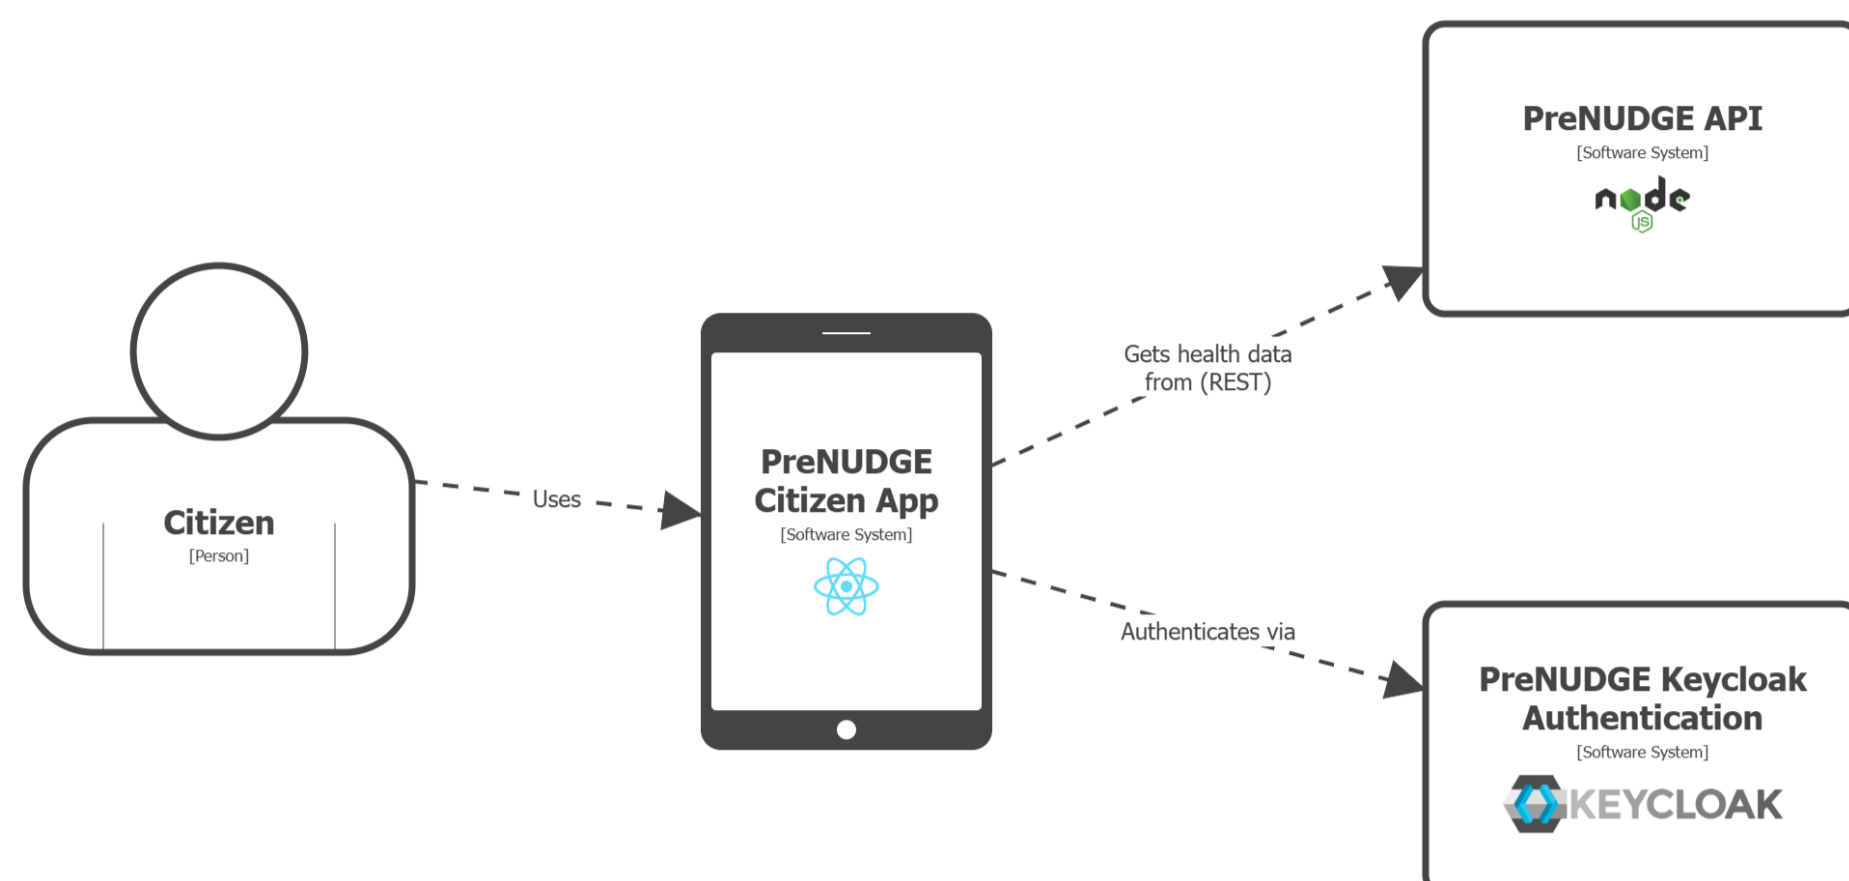 PreNUDGE API
[Software System]
node
JS
Citizen
[Person]
Uses
PreNUDGE
Citizen App
[Software System]
Gets health data
from (REST)
Authenticates via
PreNUDGE Keycloak
Authentication
[Software System]
KEYCLOAK